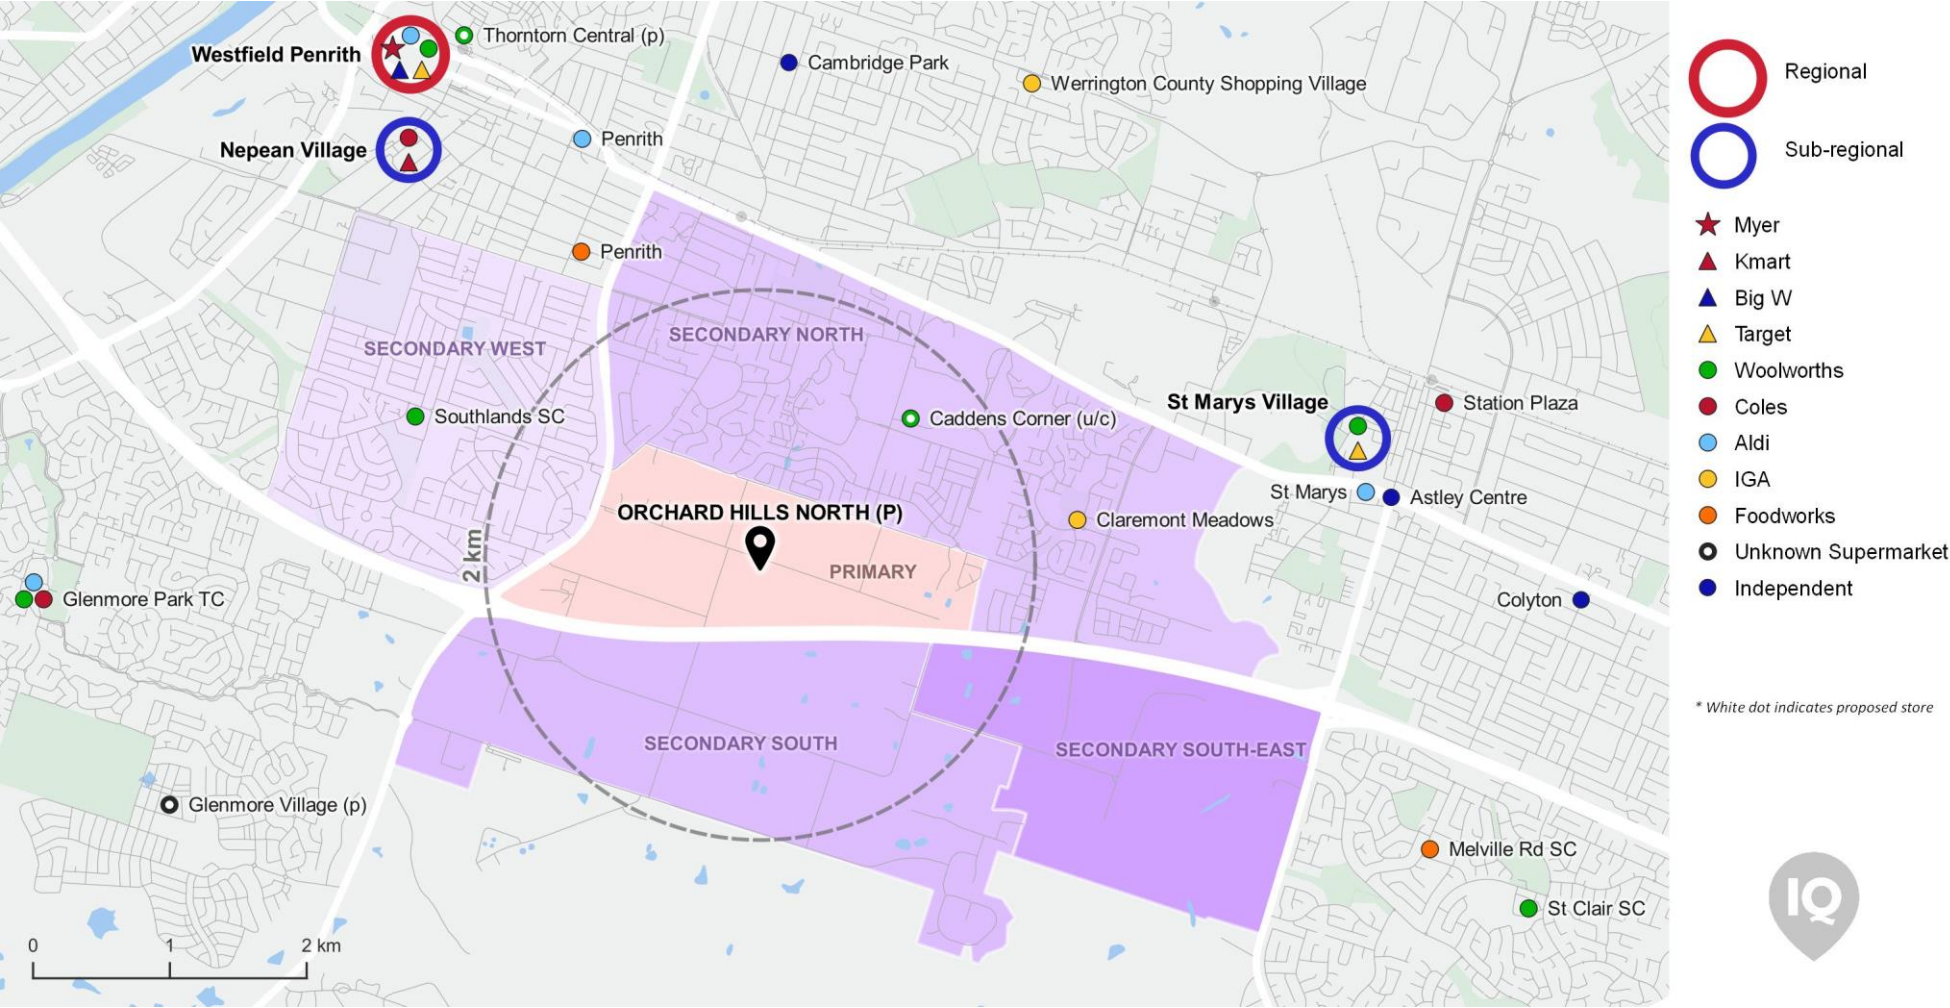 Westfield Penrith
Thorntorn Central (p)
Cambridge Park
Werrington County Shopping Village
Nepean Village
Penrith
Penrith
SECONDARY NORTH
SECONDARY WEST
Southlands SC
Caddens Corner (u/c)
St Marys Village
Station Plaza
St Marys
Astley Centre
ORCHARD HILLS NORTH (P)
Claremont Meadows
2 km
PRIMARY
Glenmore Park TC
Colyton
SECONDARY SOUTH
SECONDARY SOUTH-EAST
Glenmore Village (p)
Melville Rd SC
St Clair SC
0 1 2 km
Regional
Sub-regional
Myer
Kmart
Big W
Target
Woolworths
Coles
Aldi
IGA
Foodworks
Unknown Supermarket
Independent
* White dot indicates proposed store
IQ